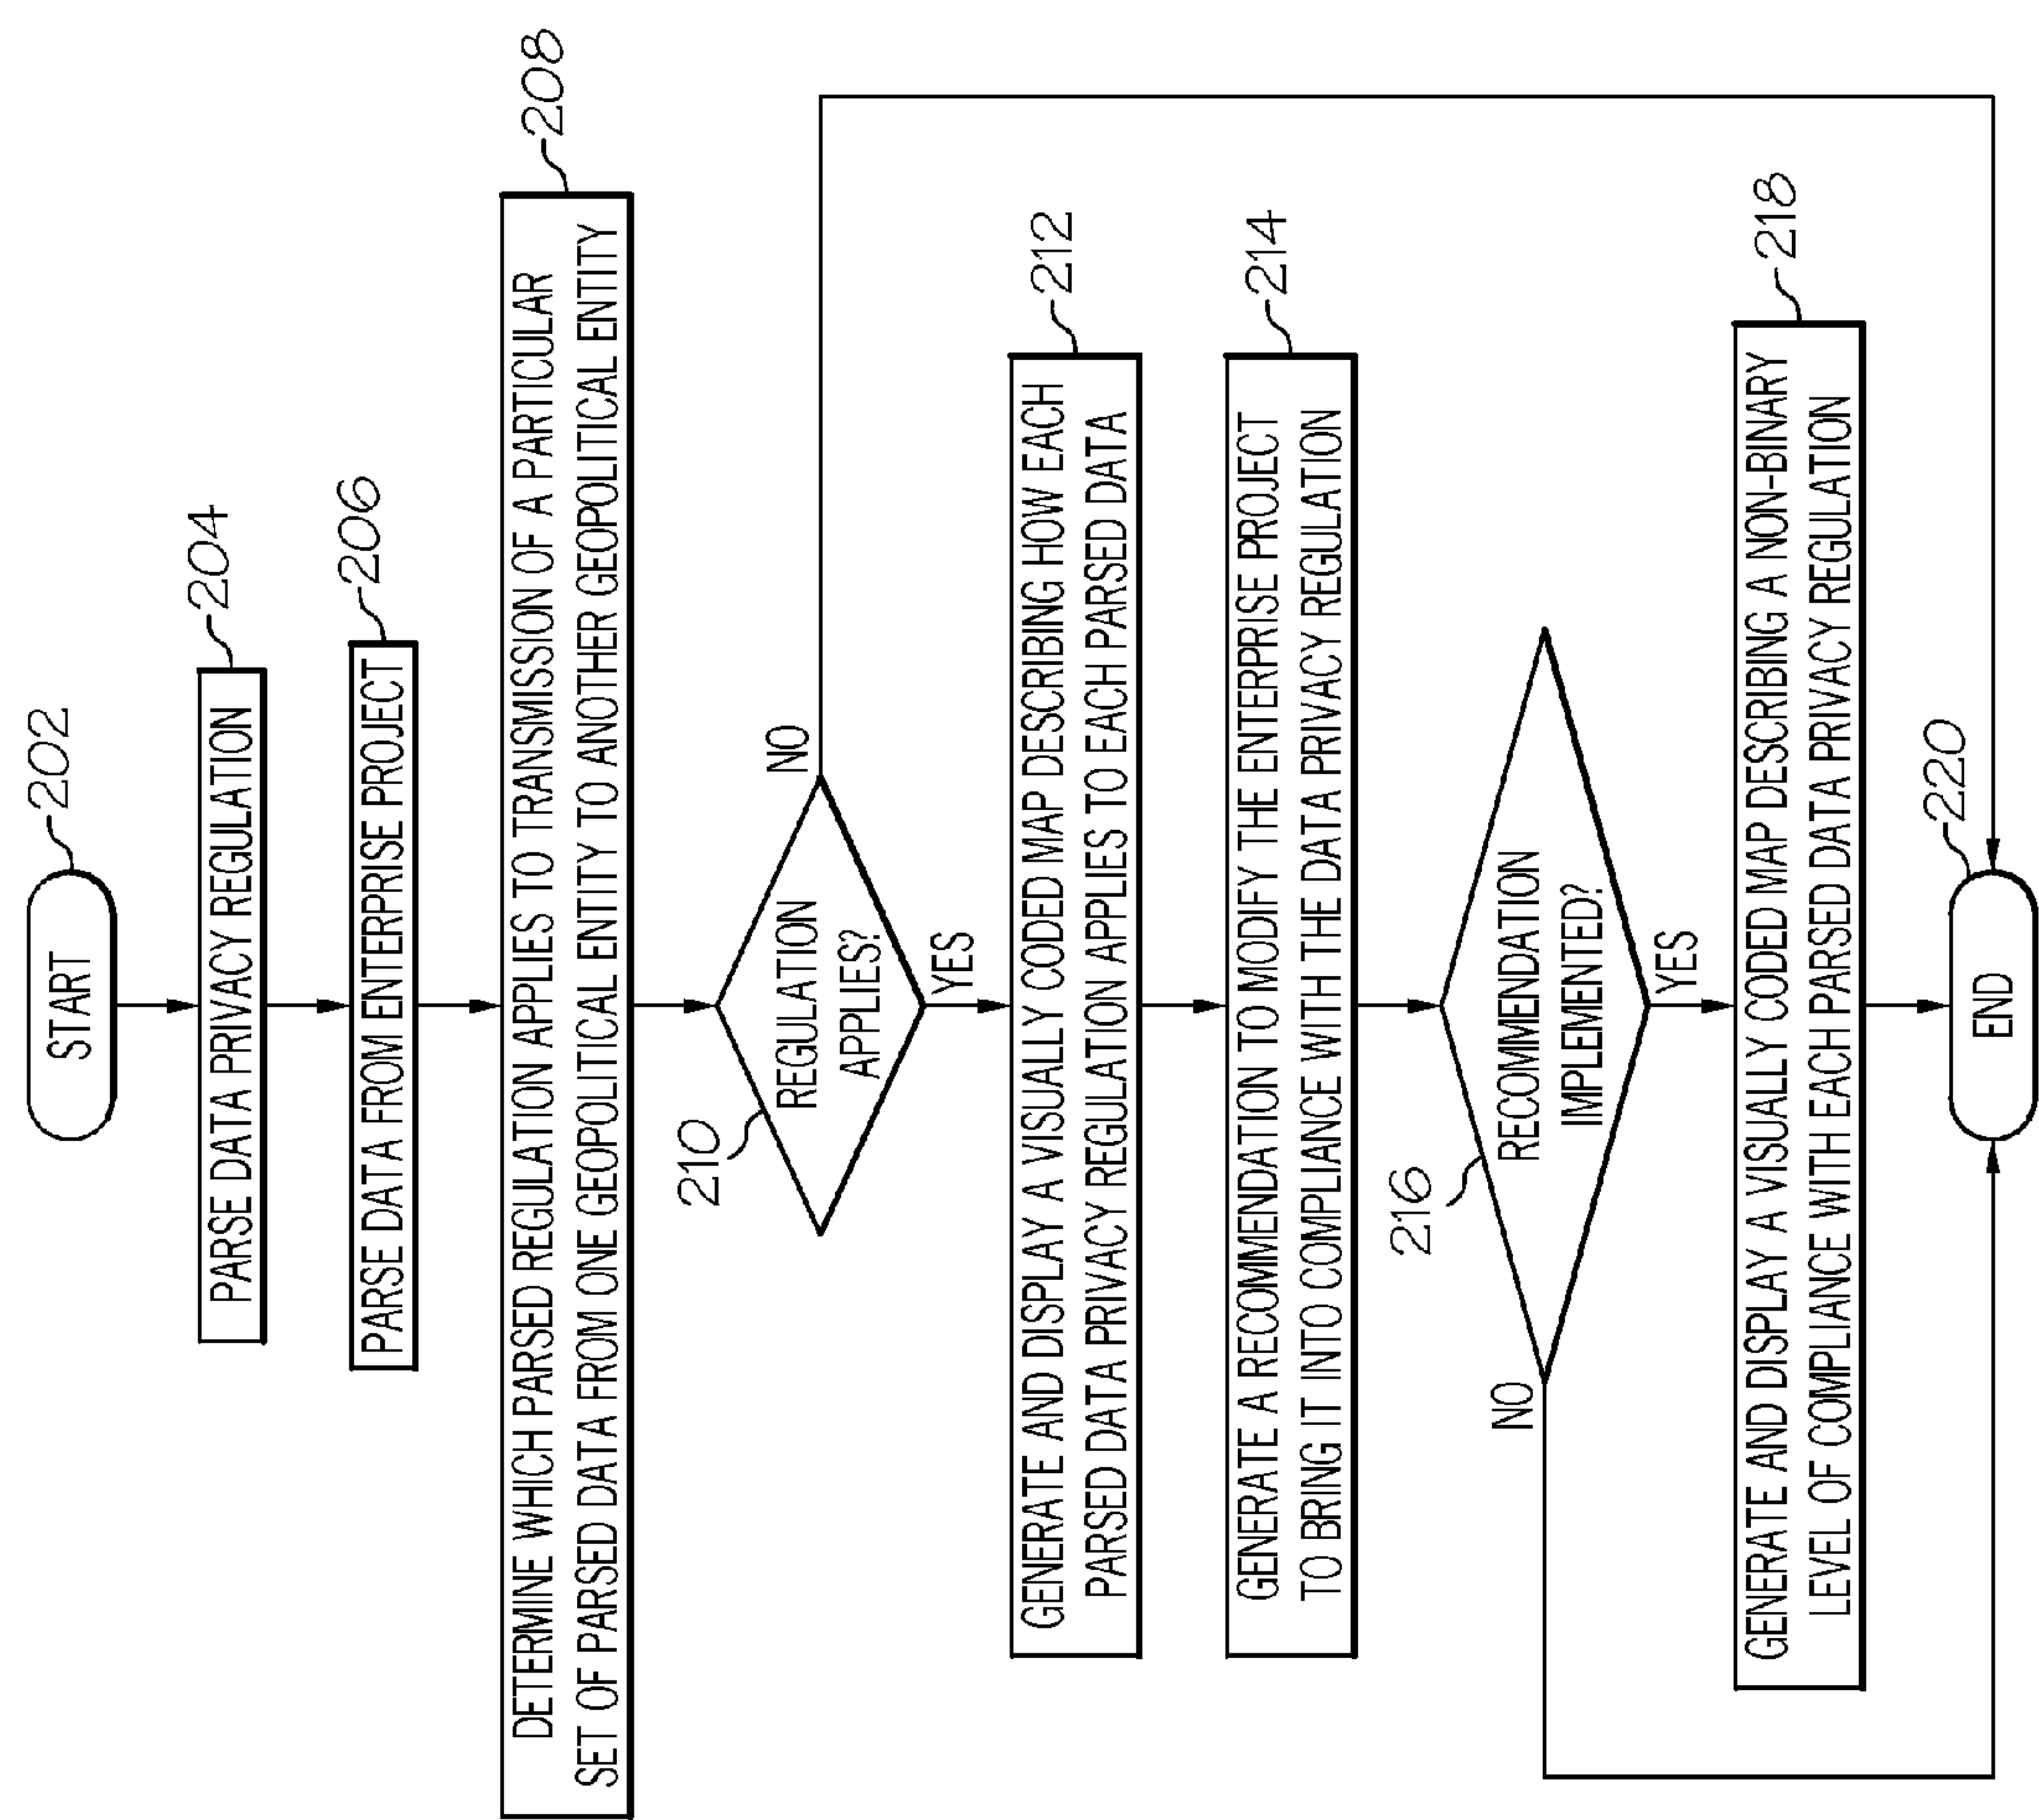 START
202
PARSE DATA PRIVACY REGULATION
204
PARSE DATA FROM ENTERPRISE PROJECT
206
DETERMINE WHICH PARSED REGULATION APPLIES TO TRANSMISSION OF A PARTICULAR
SET OF PARSED DATA FROM ONE GEOPOLITICAL ENTITY TO ANOTHER GEOPOLITICAL ENTITY
208
210
REGULATION
APPLIES?
NO
YES
GENERATE AND DISPLAY A VISUALLY CODED MAP DESCRIBING HOW EACH
PARSED DATA PRIVACY REGULATION APPLIES TO EACH PARSED DATA
212
GENERATE A RECOMMENDATION TO MODIFY THE ENTERPRISE PROJECT
TO BRING IT INTO COMPLIANCE WITH THE DATA PRIVACY REGULATION
214
216
RECOMMENDATION
IMPLEMENTED?
NO
YES
GENERATE AND DISPLAY A VISUALLY CODED MAP DESCRIBING A NON-BINARY
LEVEL OF COMPLIANCE WITH EACH PARSED DATA PRIVACY REGULATION
218
END
220